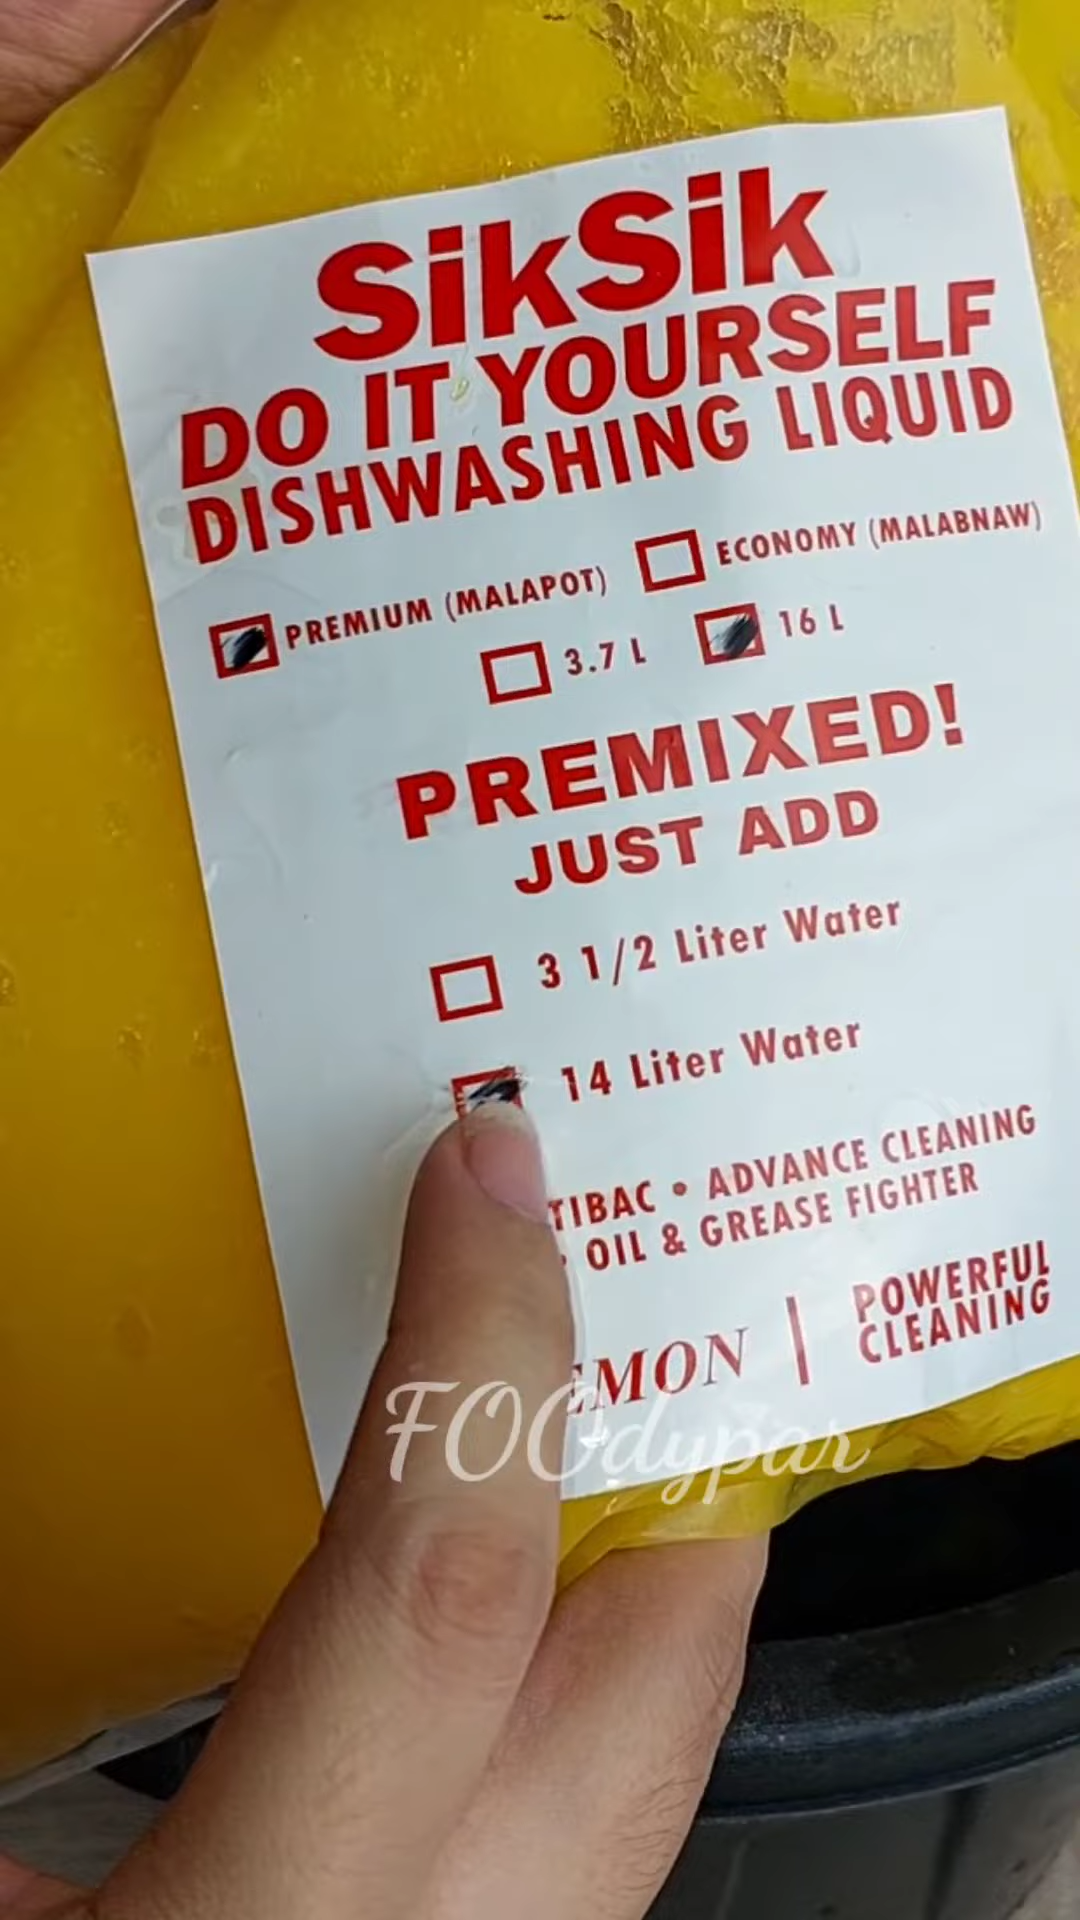 SikSik
DO IT YOURSELF
DISHWASHING LIQUID
PREMIUM (MALAPOT) ECONOMY (MALABNAW)
3.7 L 16 L
PREMIXED!
JUST ADD
3 1/2 Liter Water
14 Liter Water
TIBAC • ADVANCE CLEANING
• OIL & GREASE FIGHTER
EMON | POWERFUL
CLEANING
FOODdypar